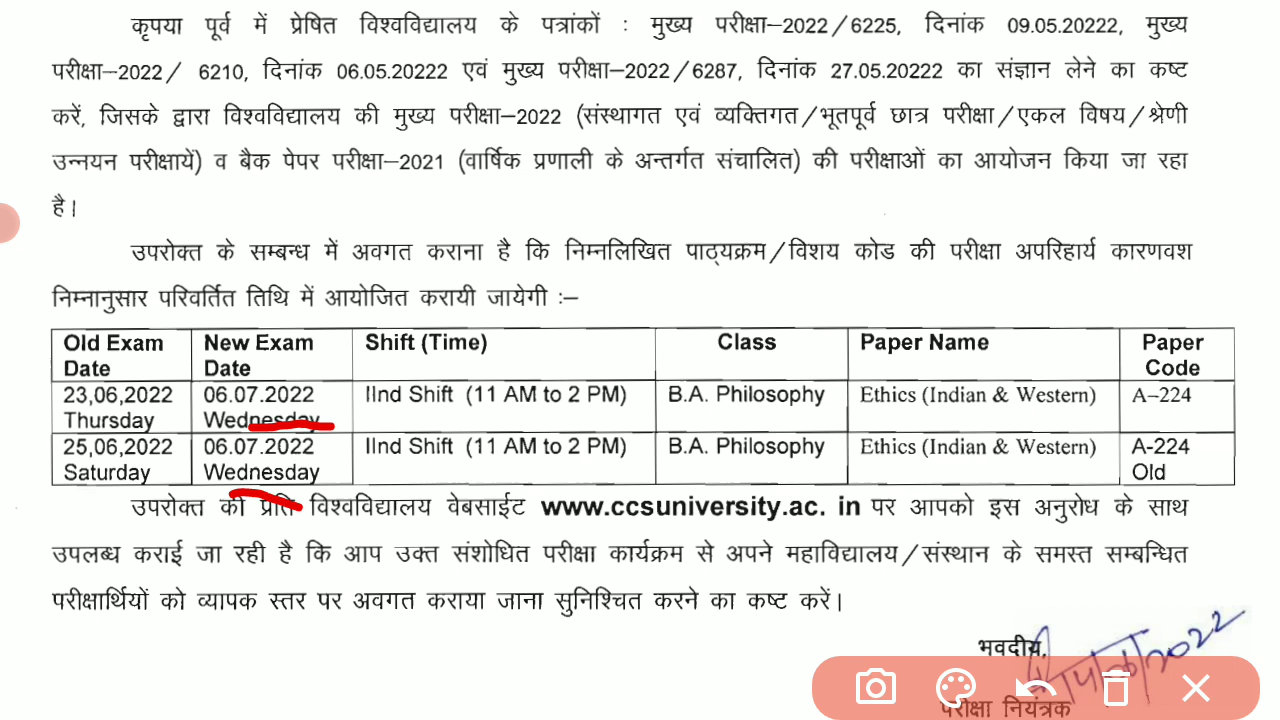 कृपया पूर्व में प्रेषित विश्वविद्यालय के पत्रांकों : मुख्य परीक्षा–2022/6225, दिनांक 09.05.20222, मुख्य
परीक्षा–2022/ 6210, दिनांक 06.05.20222 एवं मुख्य परीक्षा–2022/6287, दिनांक 27.05.20222 का संज्ञान लेने का कष्ट
करें, जिसके द्वारा विश्वविद्यालय की मुख्य परीक्षा–2022 (संस्थागत एवं व्यक्तिगत/भूतपूर्व छात्र परीक्षा/एकल विषय/श्रेणी
उन्नयन परीक्षायें) व बैक पेपर परीक्षा–2021 (वार्षिक प्रणाली के अन्तर्गत संचालित) की परीक्षाओं का आयोजन किया जा रहा
है।
उपरोक्त के सम्बन्ध में अवगत कराना है कि निम्नलिखित पाठ्यक्रम/विशय कोड की परीक्षा अपरिहार्य कारणवश
निम्नानुसार परिवर्तित तिथि में आयोजित करायी जायेगी :–
Old Exam Date New Exam Date Shift (Time) Class Paper Name Paper Code
23,06,2022 Thursday 06.07.2022 Wednesday IInd Shift (11 AM to 2 PM) B.A. Philosophy Ethics (Indian & Western) A–224
25,06,2022 Saturday 06.07.2022 Wednesday IInd Shift (11 AM to 2 PM) B.A. Philosophy Ethics (Indian & Western) A-224 Old
उपरोक्त की प्रति विश्वविद्यालय वेबसाईट www.ccsuniversity.ac. in पर आपको इस अनुरोध के साथ
उपलब्ध कराई जा रही है कि आप उक्त संशोधित परीक्षा कार्यक्रम से अपने महाविद्यालय/संस्थान के समस्त सम्बन्धित
परीक्षार्थियों को व्यापक स्तर पर अवगत कराया जाना सुनिश्चित करने का कष्ट करें।
भवदीय,
परीक्षा नियंत्रक